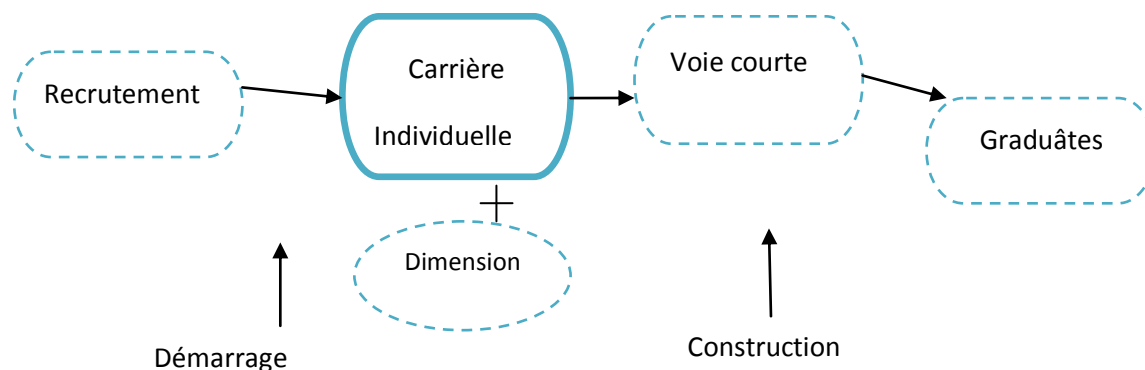 Recrutement
Carrière
Individuelle
Voie courte
Graduâtes
Dimension
Démarrage
Construction